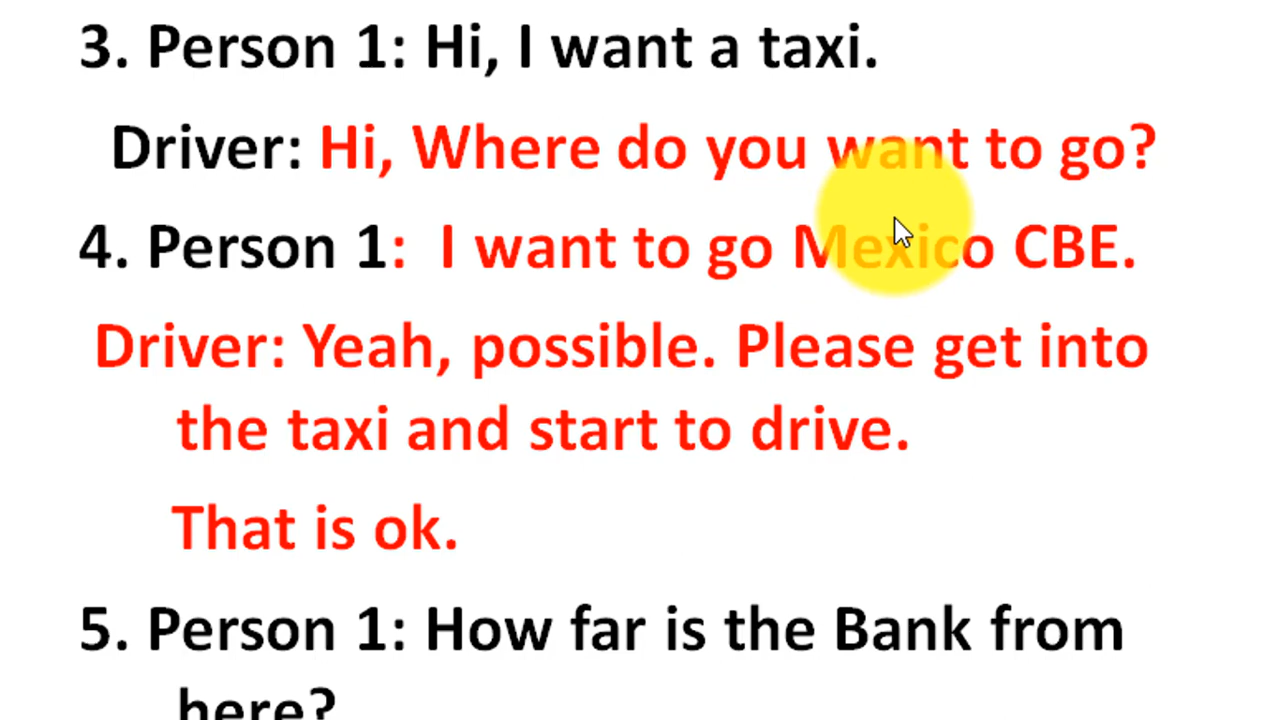 3. Person 1: Hi, I want a taxi.
Driver: Hi, Where do you want to go?
4. Person 1: I want to go Mexico CBE.
Driver: Yeah, possible. Please get into
the taxi and start to drive.
That is ok.
5. Person 1: How far is the Bank from
here?